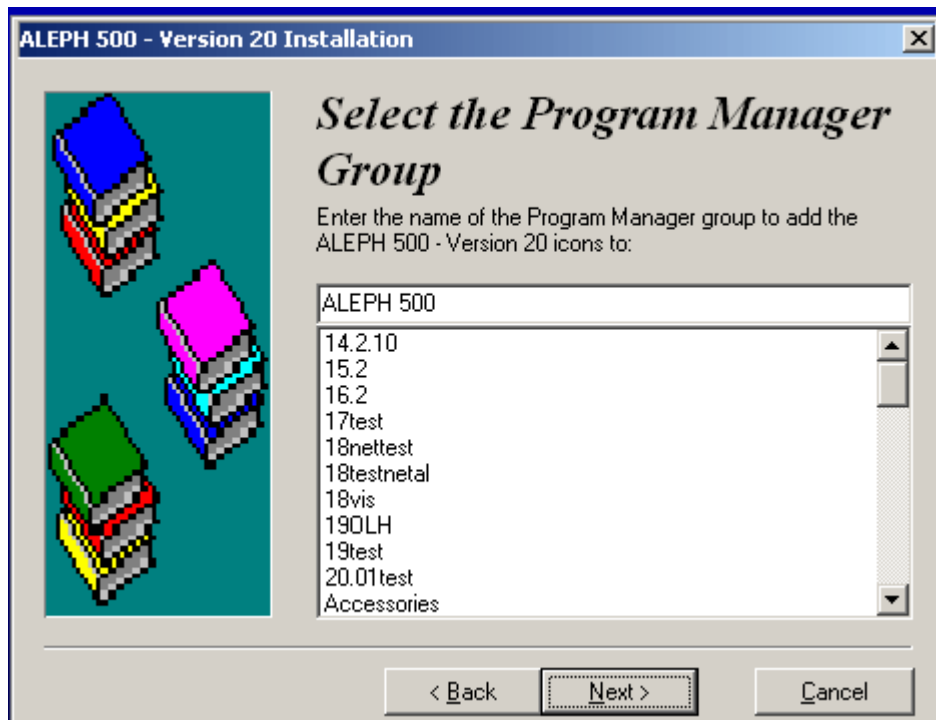 ALEPH 500 - Version 20 Installation
Select the Program Manager
Group
Enter the name of the Program Manager group to add the
ALEPH 500 - Version 20 icons to:
ALEPH 500
14.2.10
15.2
16.2
17test
18nettest
18testnetal
18vis
19OLH
19test
20.01test
Accessories
< Back
Next >
Cancel